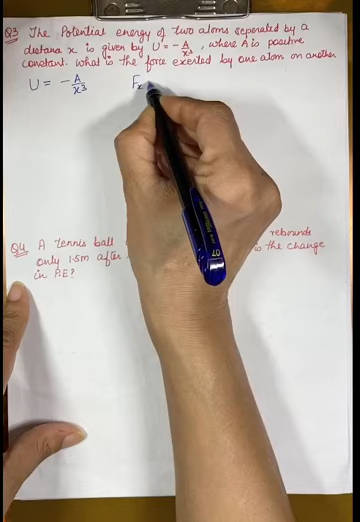 Q3 The Potential energy of two atoms seperated by a
distance x is given by U = -A/x³, where A is positive
constant. What is the force exerted by one atom on another
U = -A/x³ Fx
Q4. A tennis ball rebounds
only 1.5m after is the change
in P.E?